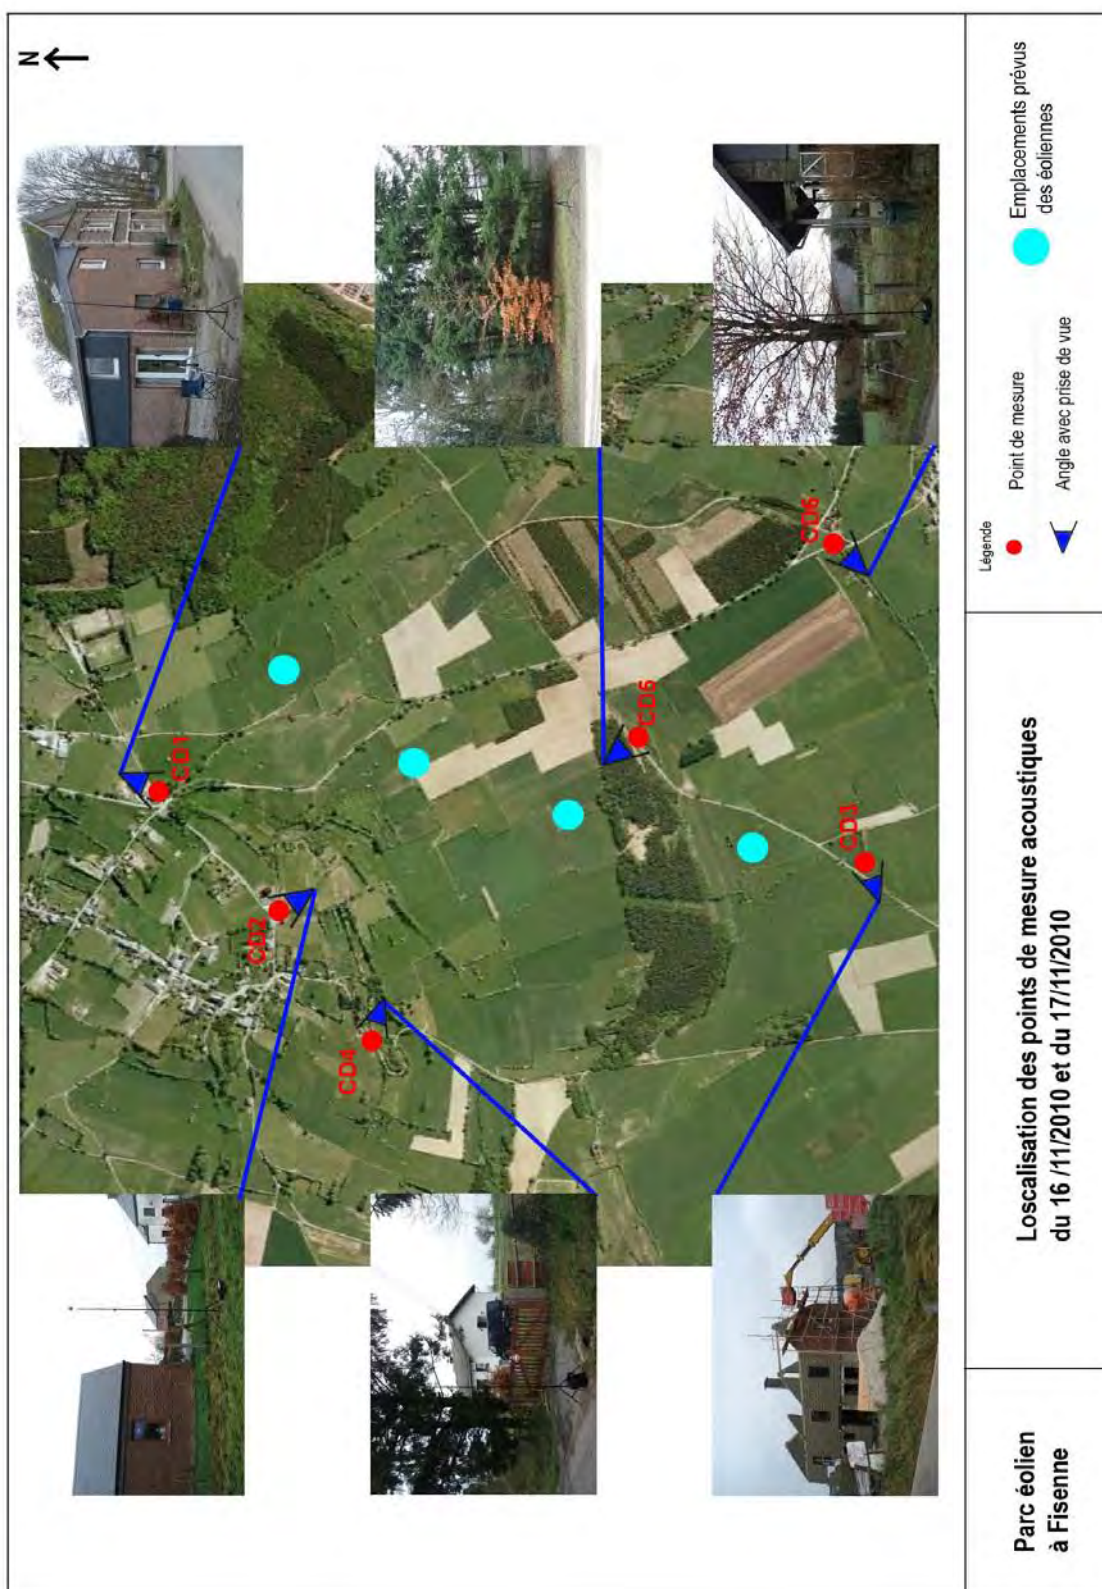 N
CD1
CD2
CD4
CD6
CD6
CD3
Parc éolien
à Fisenne
Loscalisation des points de mesure acoustiques
du 16 /11/2010 et du 17/11/2010
Légende
Point de mesure
Angle avec prise de vue
Emplacements prévus
des éoliennes